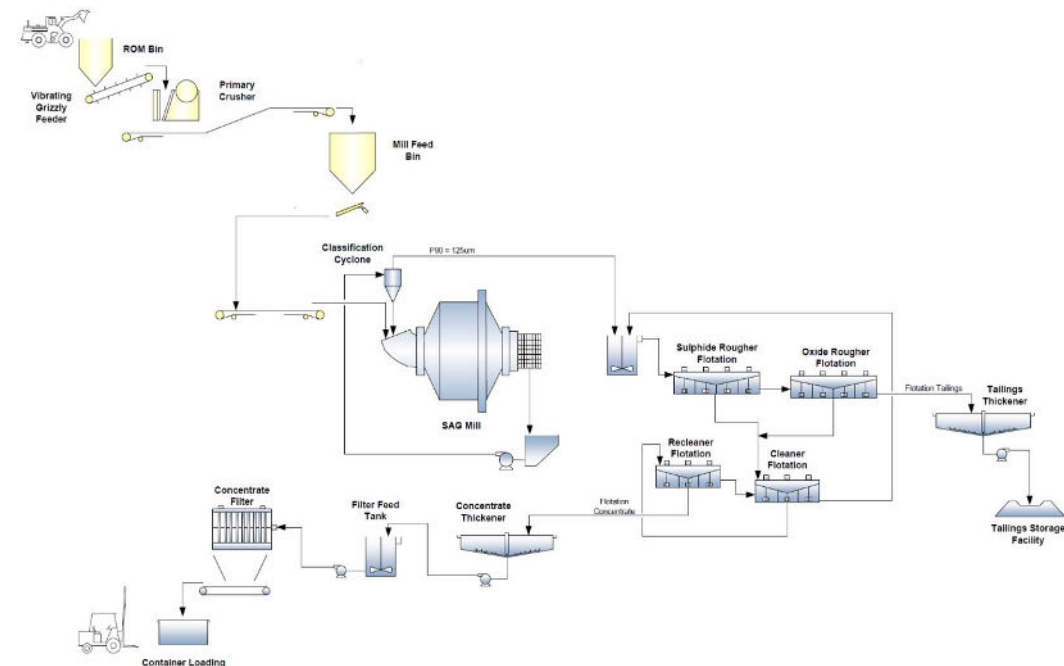 ROM Bin
Vibrating
Grizzly
Feeder
Primary
Crusher
Mill Feed
Bin
Classification
Cyclone
P80 = 125um
SAG Mill
Sulphide Rougher
Flotation
Oxide Rougher
Flotation
Flotation Tailings
Tailings
Thickener
Recleaner
Flotation
Cleaner
Flotation
Tailings Storage
Facility
Flotation
Concentrate
Concentrate
Thickener
Filter Feed
Tank
Concentrate
Filter
Container Loading